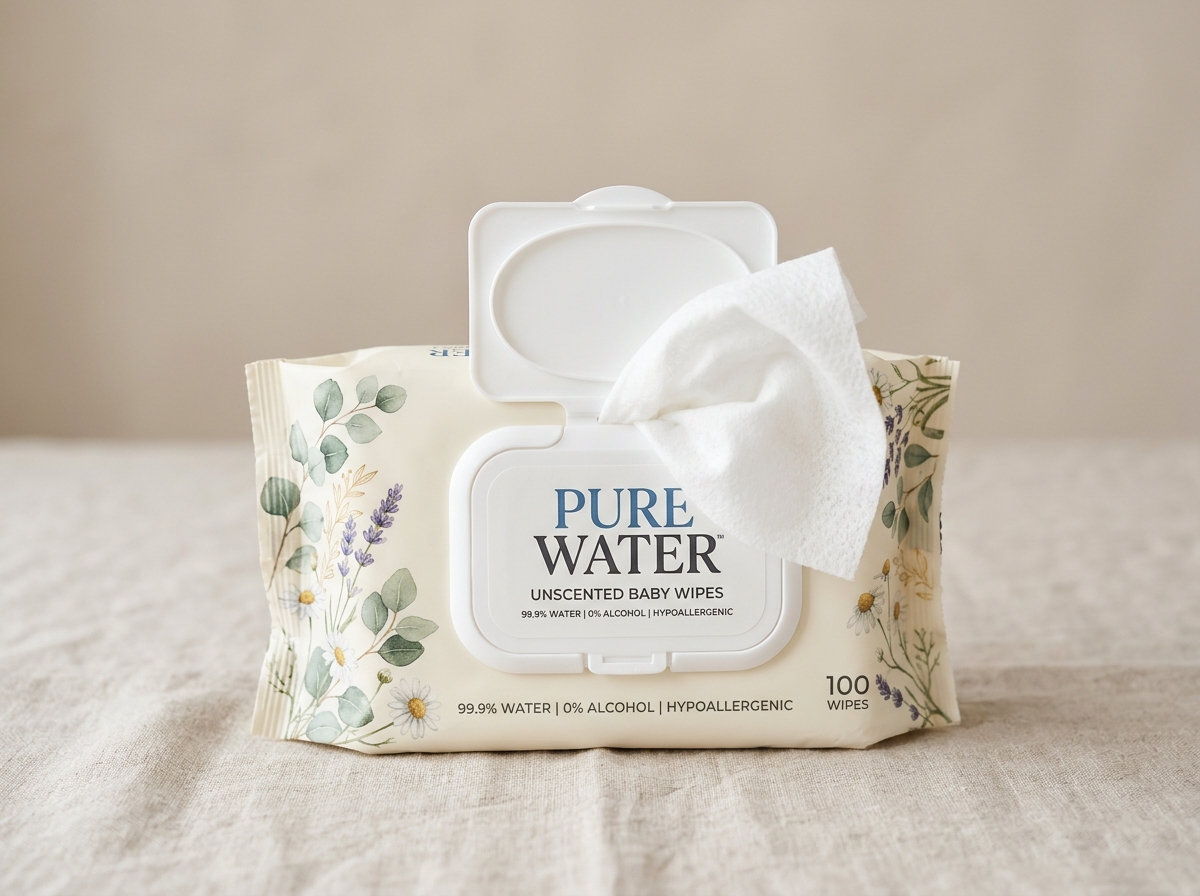 PURE
WATER™
UNSCENTED BABY WIPES
99.9% WATER | 0% ALCOHOL | HYPOALLERGENIC
99.9% WATER | 0% ALCOHOL | HYPOALLERGENIC
100
WIPES